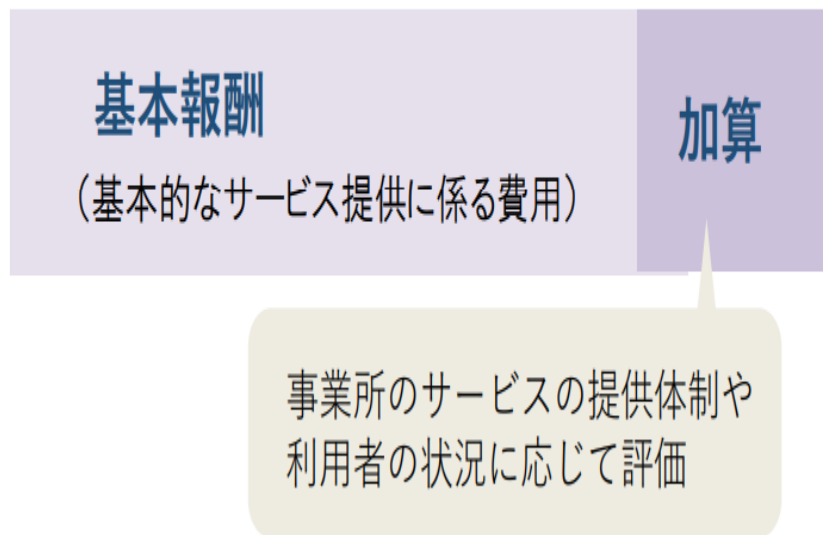 基本報酬
（基本的なサービス提供に係る費用）
加算
事業所のサービスの提供体制や
利用者の状況に応じて評価